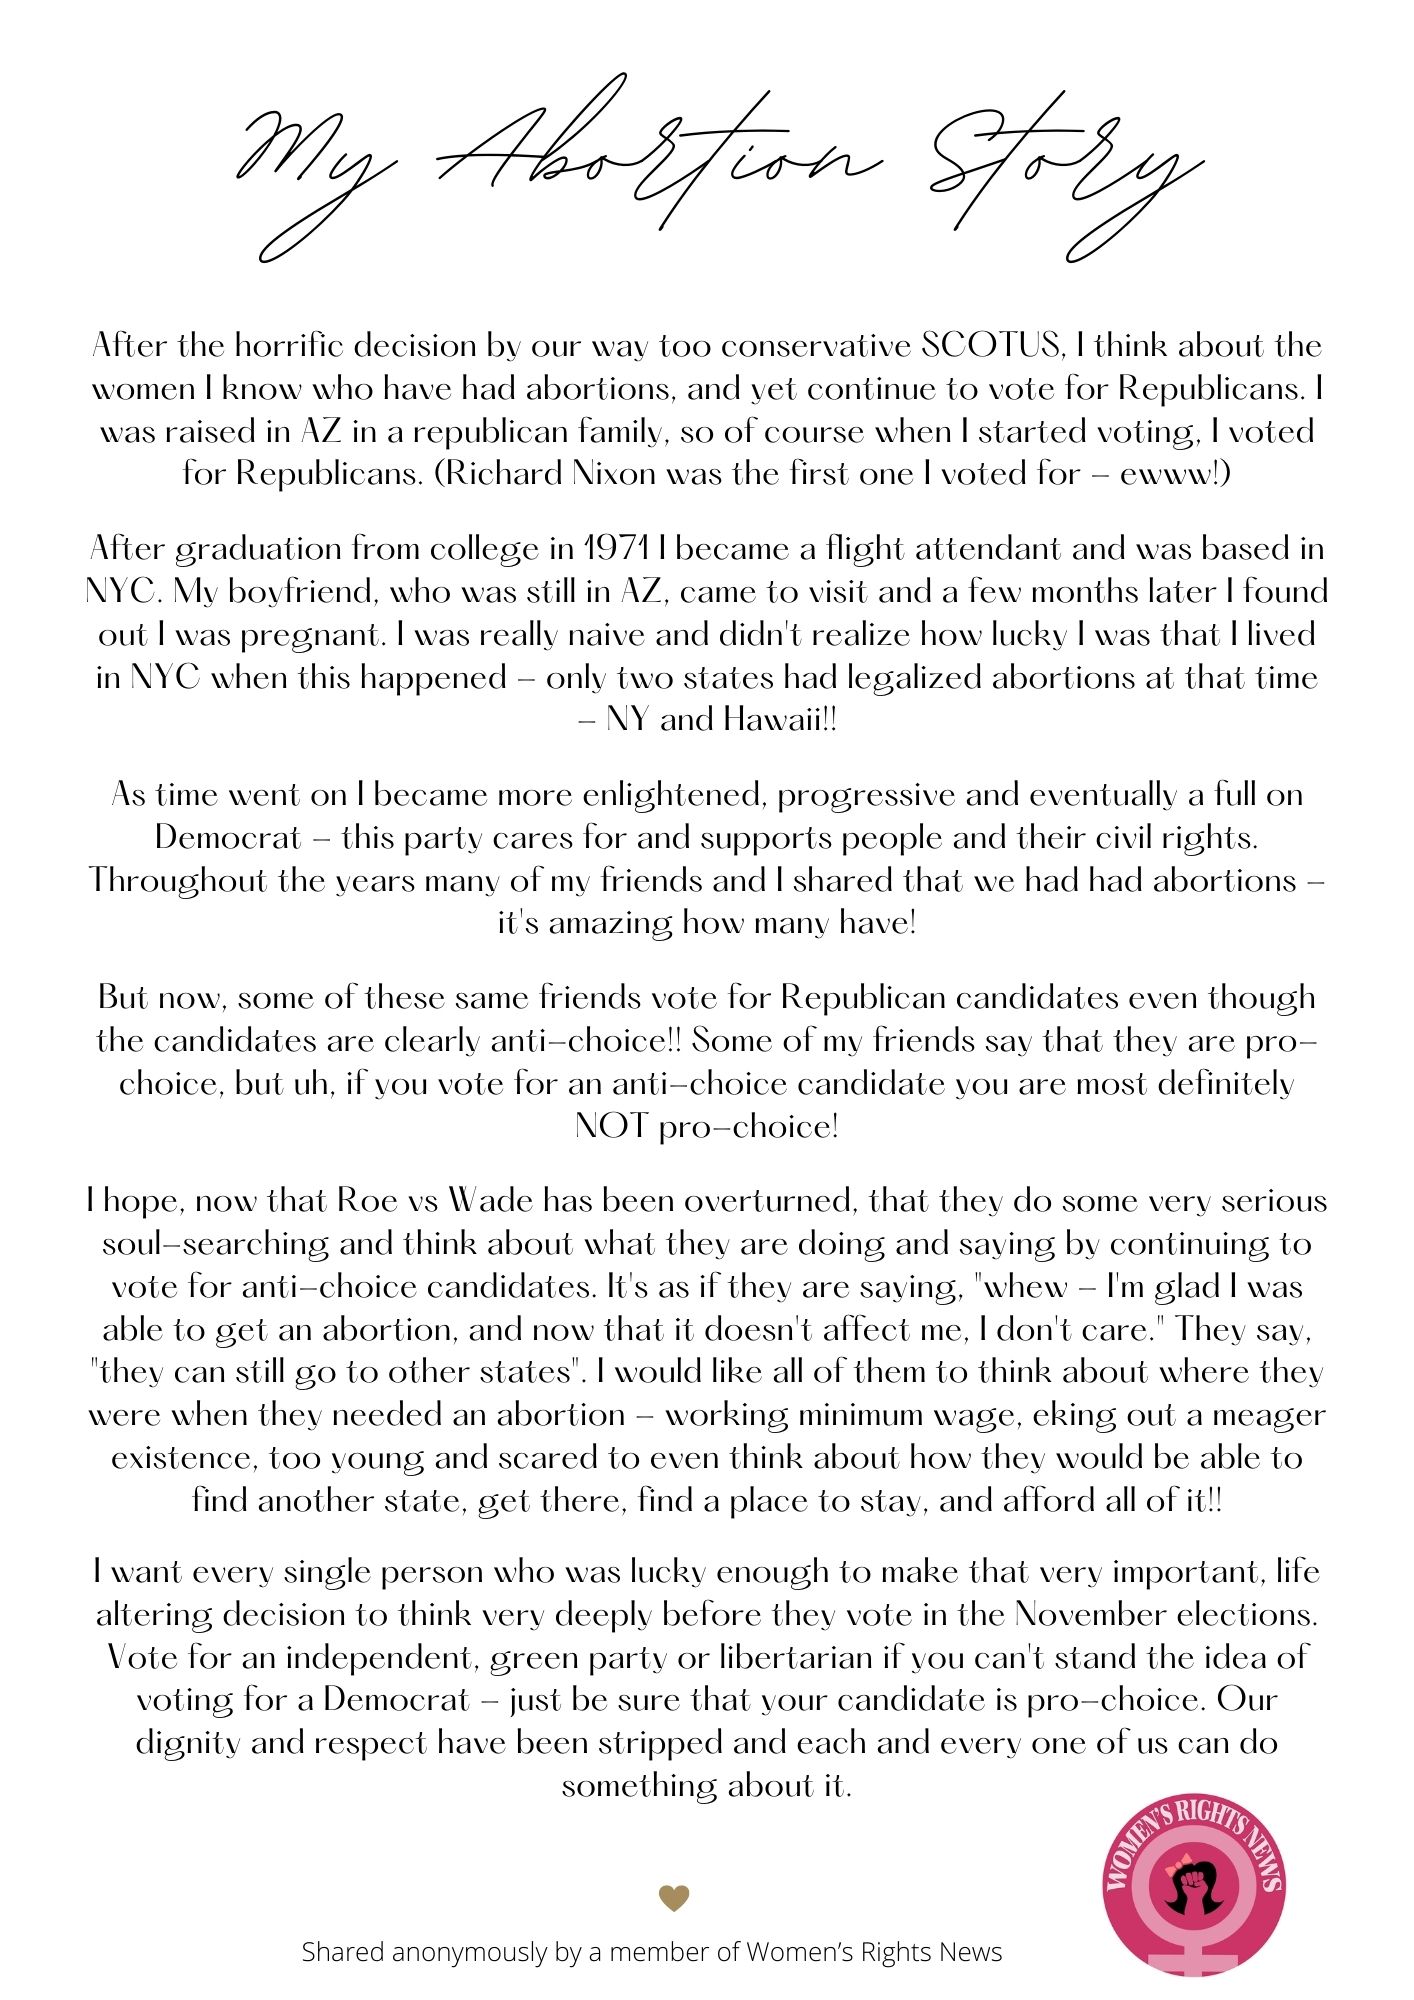 My Abortion Story
After the horrific decision by our way too conservative SCOTUS, I think about the
women I know who have had abortions, and yet continue to vote for Republicans. I
was raised in AZ in a republican family, so of course when I started voting, I voted
for Republicans. (Richard Nixon was the first one I voted for - ewww!)
After graduation from college in 1971 I became a flight attendant and was based in
NYC. My boyfriend, who was still in AZ, came to visit and a few months later I found
out I was pregnant. I was really naive and didn't realize how lucky I was that I lived
in NYC when this happened - only two states had legalized abortions at that time
- NY and Hawaii!!
As time went on I became more enlightened, progressive and eventually a full on
Democrat - this party cares for and supports people and their civil rights.
Throughout the years many of my friends and I shared that we had had abortions -
it's amazing how many have!
But now, some of these same friends vote for Republican candidates even though
the candidates are clearly anti-choice!! Some of my friends say that they are pro-
choice, but uh, if you vote for an anti-choice candidate you are most definitely
NOT pro-choice!
I hope, now that Roe vs Wade has been overturned, that they do some very serious
soul-searching and think about what they are doing and saying by continuing to
vote for anti-choice candidates. It's as if they are saying, "whew - I'm glad I was
able to get an abortion, and now that it doesn't affect me, I don't care." They say,
"they can still go to other states". I would like all of them to think about where they
were when they needed an abortion - working minimum wage, eking out a meager
existence, too young and scared to even think about how they would be able to
find another state, get there, find a place to stay, and afford all of it!!
I want every single person who was lucky enough to make that very important, life
altering decision to think very deeply before they vote in the November elections.
Vote for an independent, green party or libertarian if you can't stand the idea of
voting for a Democrat - just be sure that your candidate is pro-choice. Our
dignity and respect have been stripped and each and every one of us can do
something about it.
WOMEN'S RIGHTS NEWS
Shared anonymously by a member of Women’s Rights News